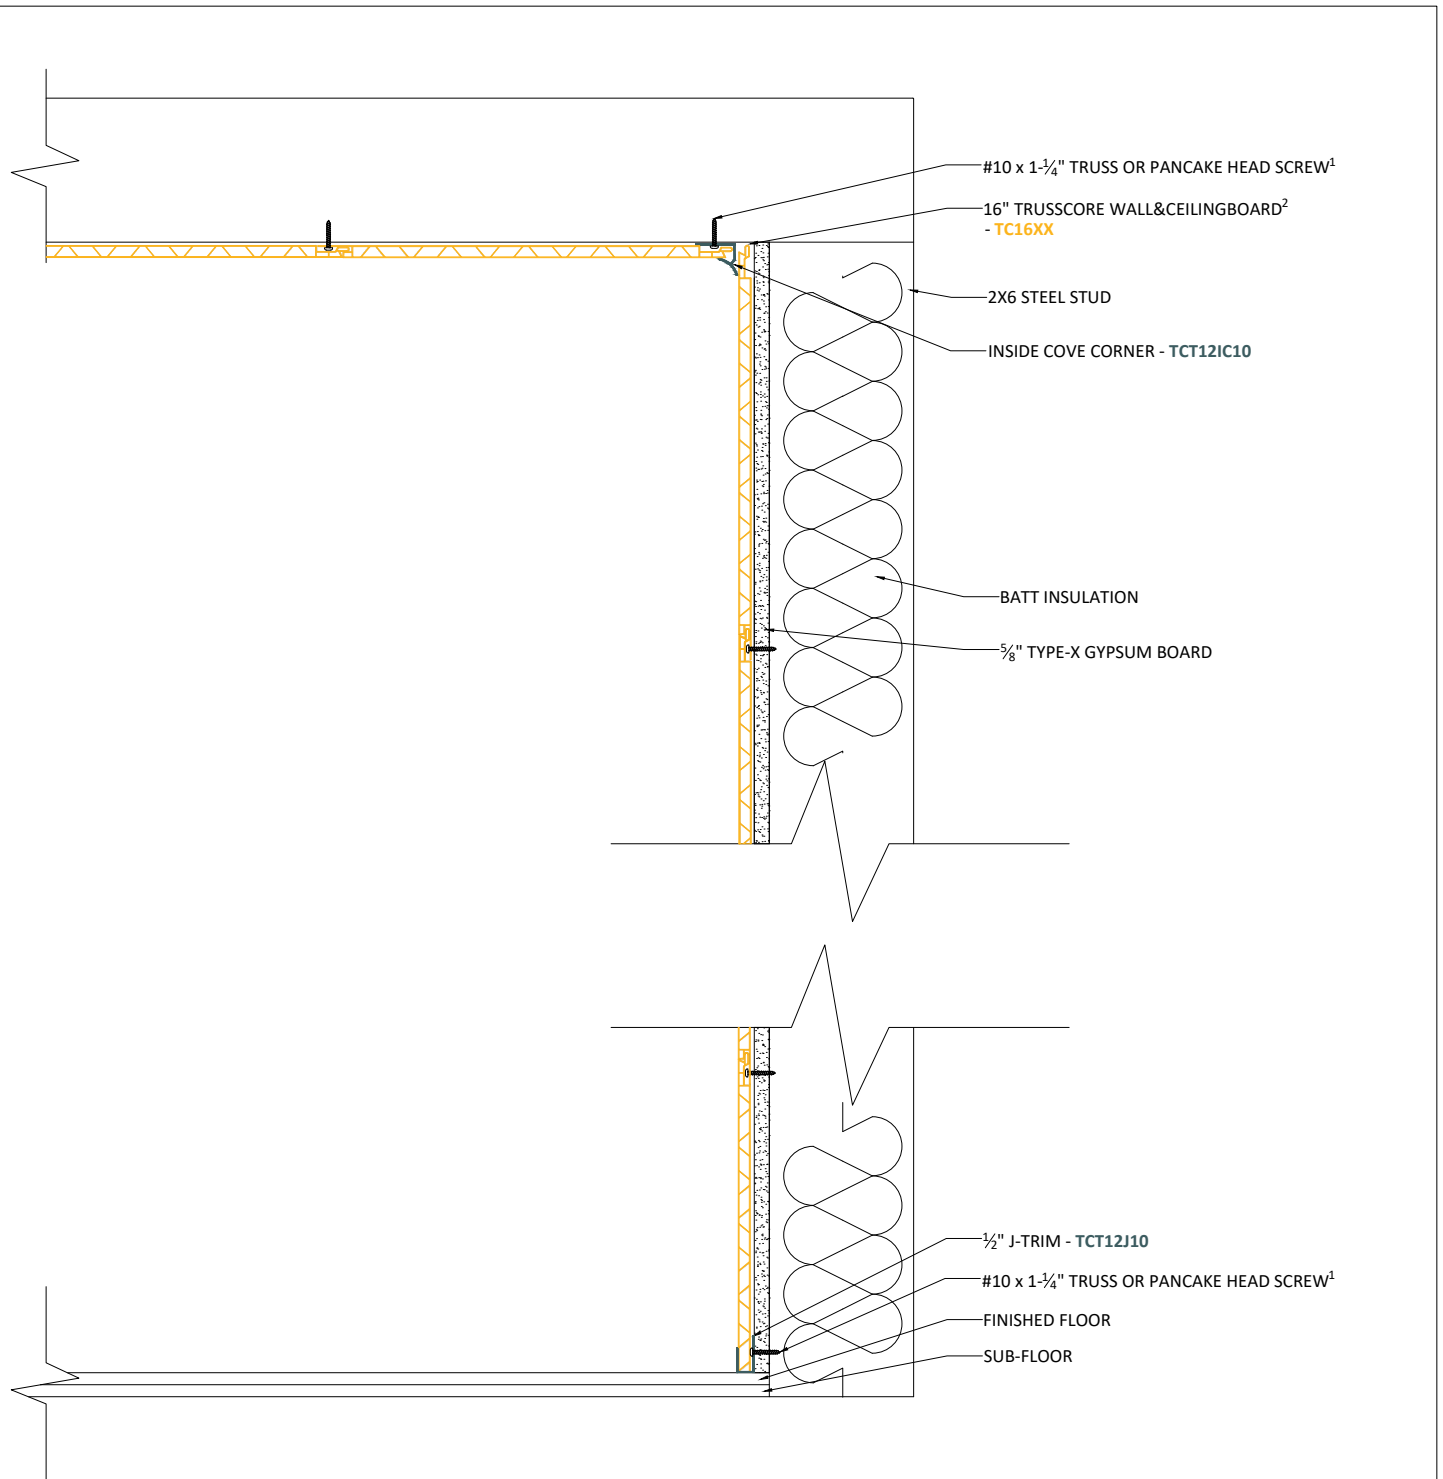 #10 x 1-¼" TRUSS OR PANCAKE HEAD SCREW¹
16" TRUSSCORE WALL&CEILINGBOARD²
- TC16XX
2X6 STEEL STUD
INSIDE COVE CORNER - TCT12IC10
BATT INSULATION
⅝" TYPE-X GYPSUM BOARD
½" J-TRIM - TCT12J10
#10 x 1-¼" TRUSS OR PANCAKE HEAD SCREW¹
FINISHED FLOOR
SUB-FLOOR